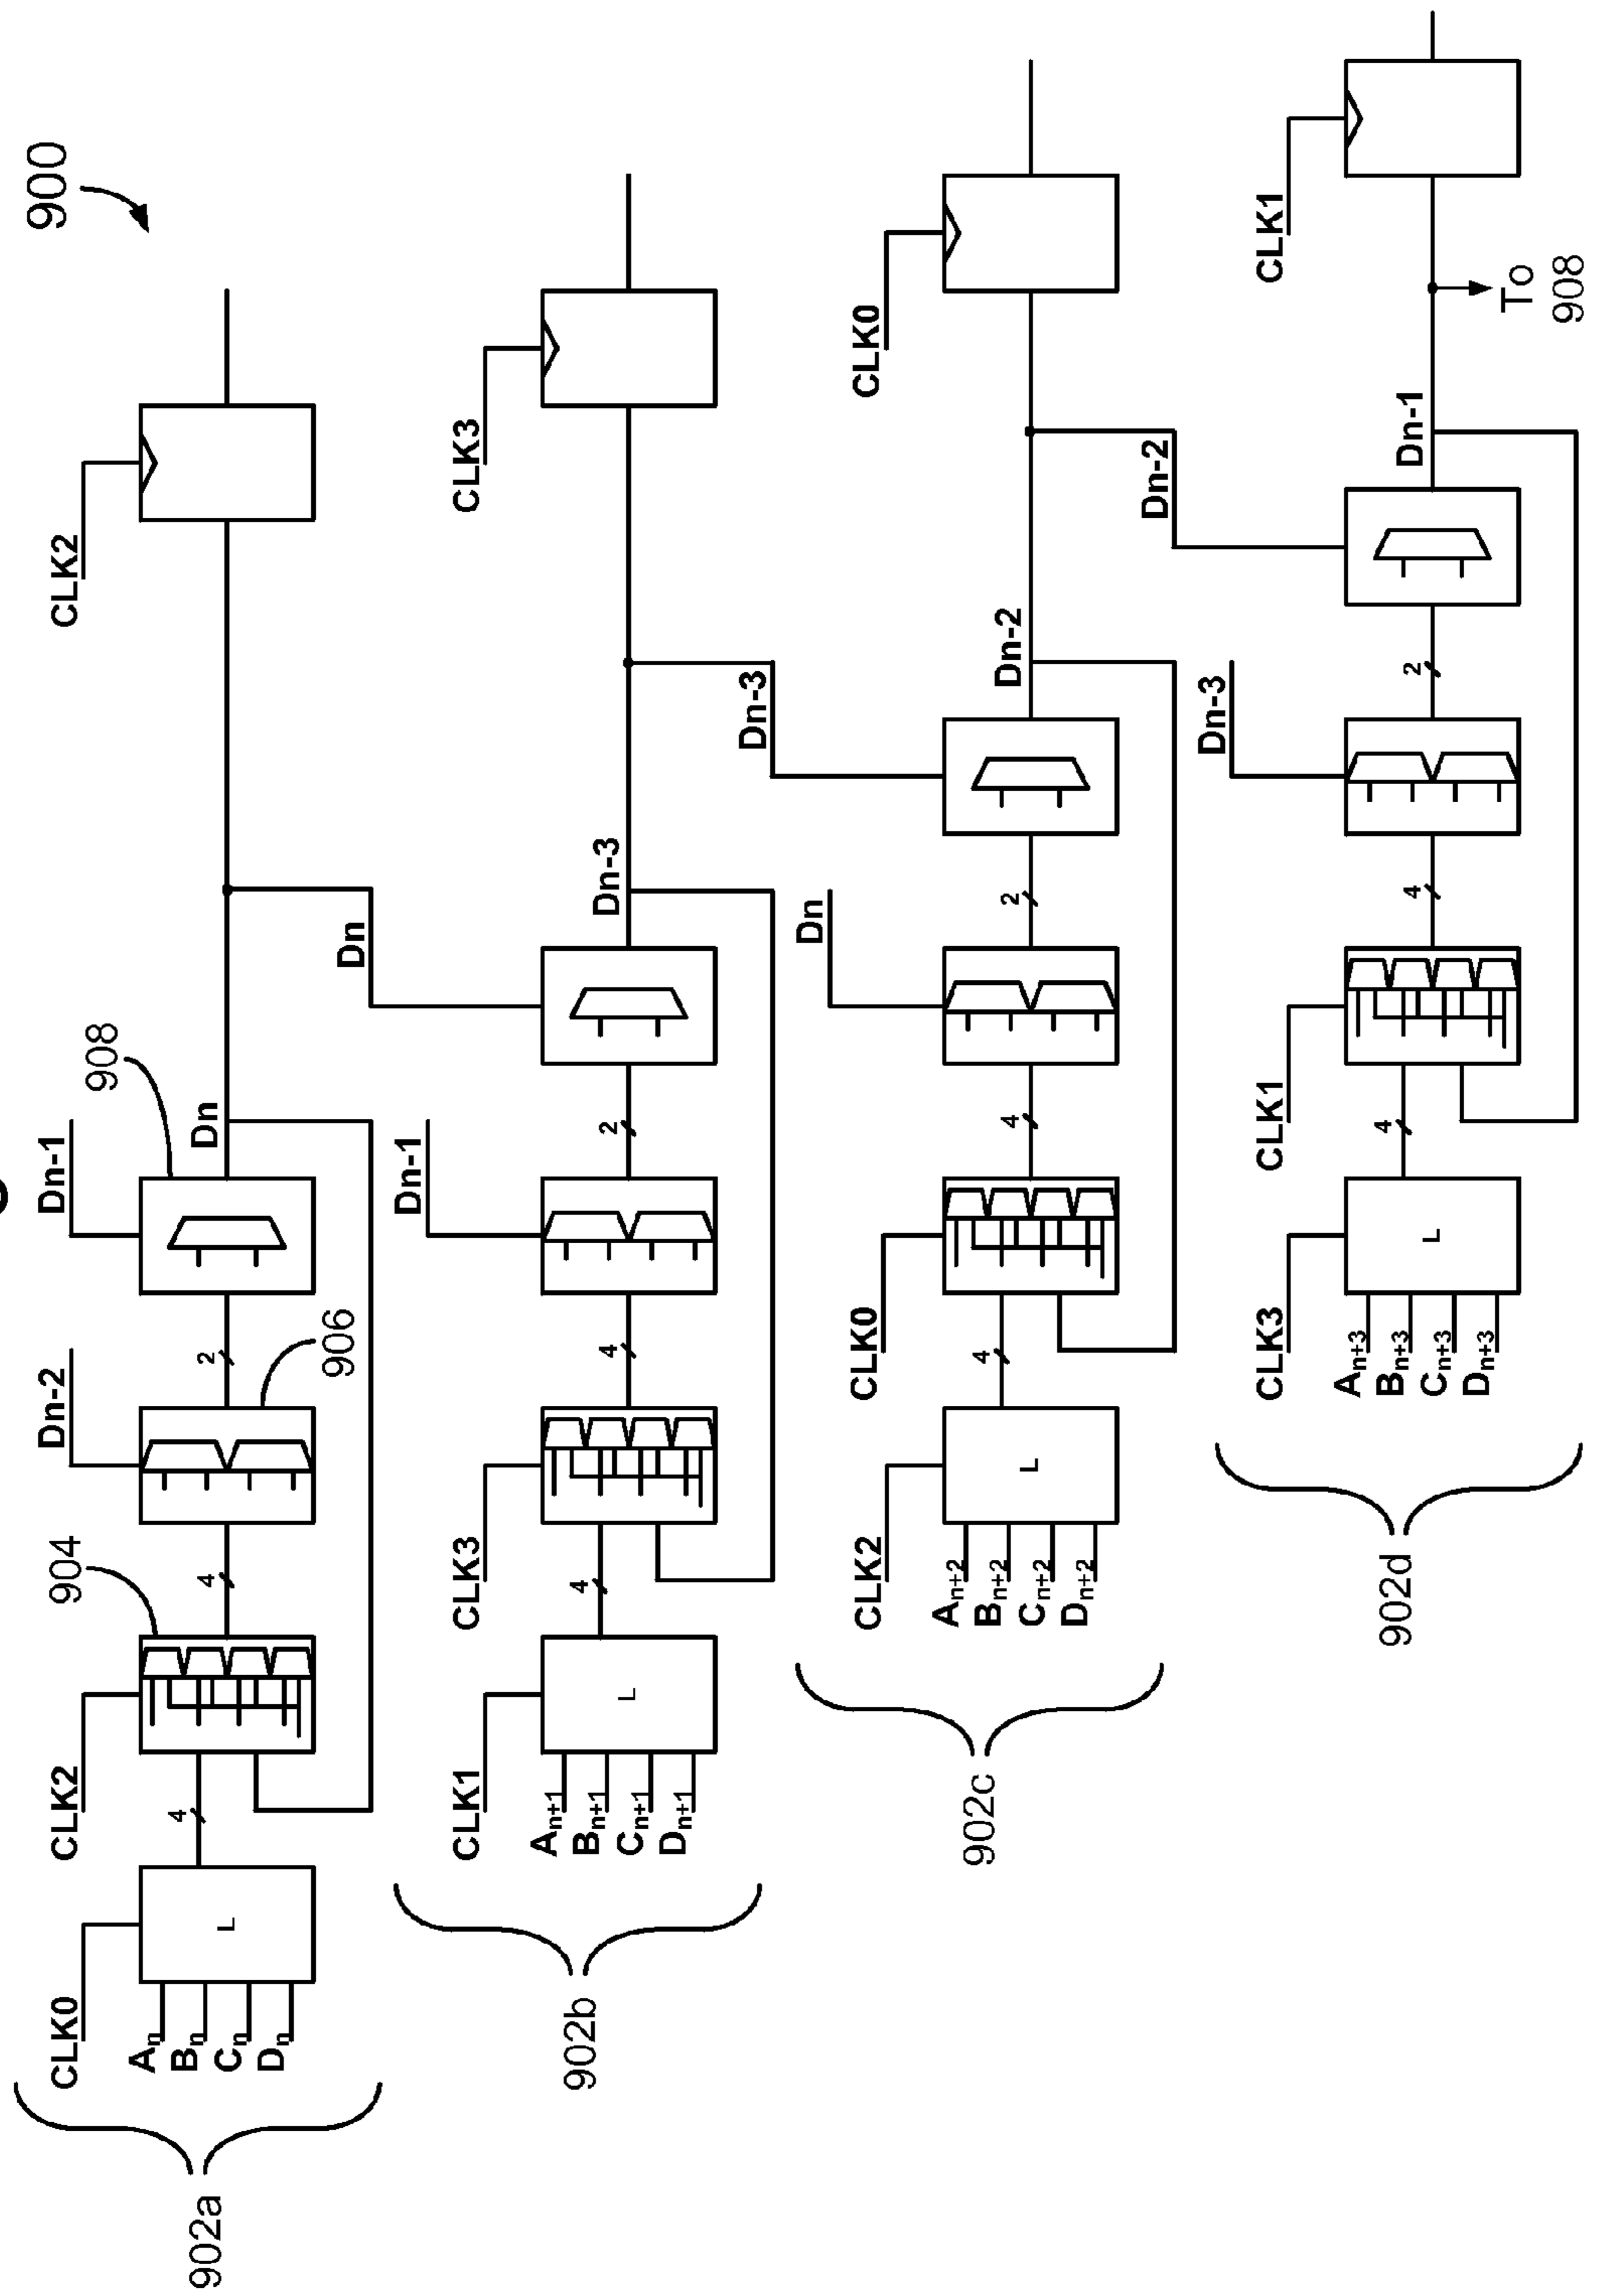 900
902a
CLK0
An
Bn
Cn
Dn
L
4
CLK2
904
4
Dn-2
906
2
Dn-1
908
Dn
CLK2
902b
CLK1
An+1
Bn+1
Cn+1
Dn+1
L
4
CLK3
4
Dn-1
2
Dn
Dn-3
CLK3
902c
CLK2
An+2
Bn+2
Cn+2
Dn+2
L
4
CLK0
4
Dn
2
Dn-3
Dn-2
CLK0
902d
CLK3
An+3
Bn+3
Cn+3
Dn+3
L
4
CLK1
4
Dn-3
2
Dn-2
Dn-1
To
908
CLK1